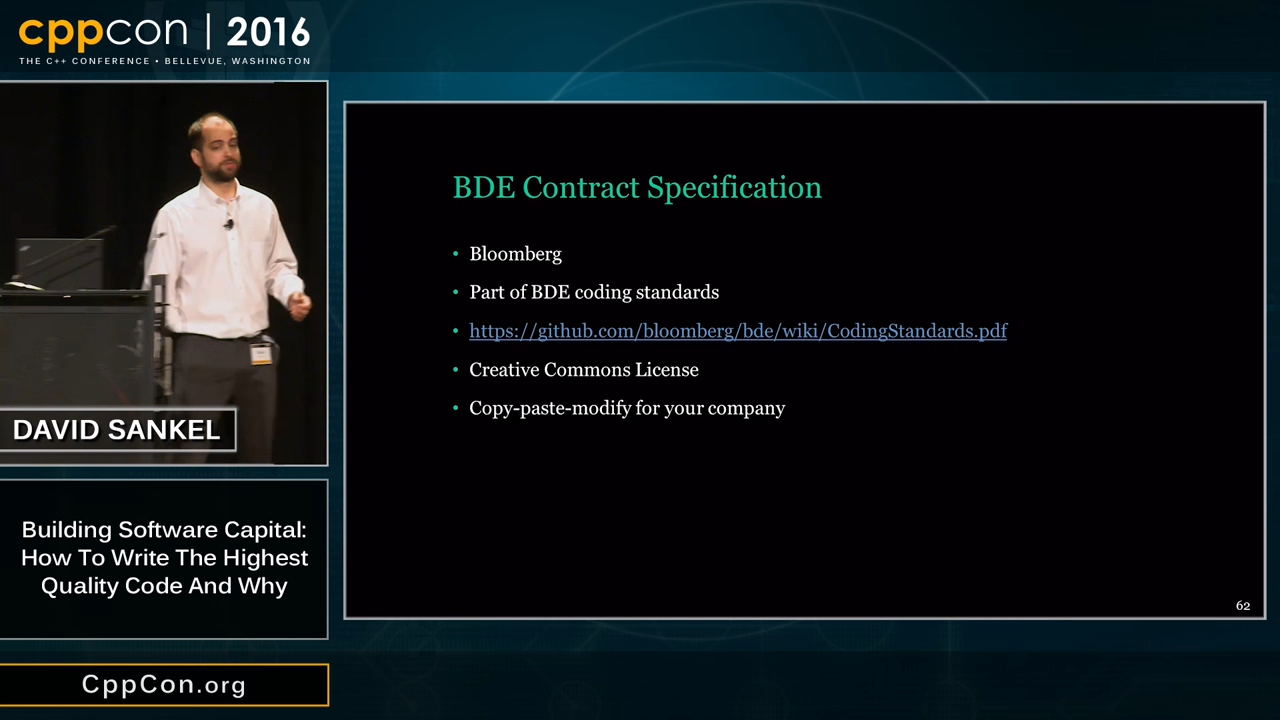 cppcon | 2016
THE C++ CONFERENCE • BELLEVUE, WASHINGTON
DAVID SANKEL
Building Software Capital:
How To Write The Highest
Quality Code And Why
CppCon.org
BDE Contract Specification
• Bloomberg
• Part of BDE coding standards
• https://github.com/bloomberg/bde/wiki/CodingStandards.pdf
• Creative Commons License
• Copy-paste-modify for your company
62